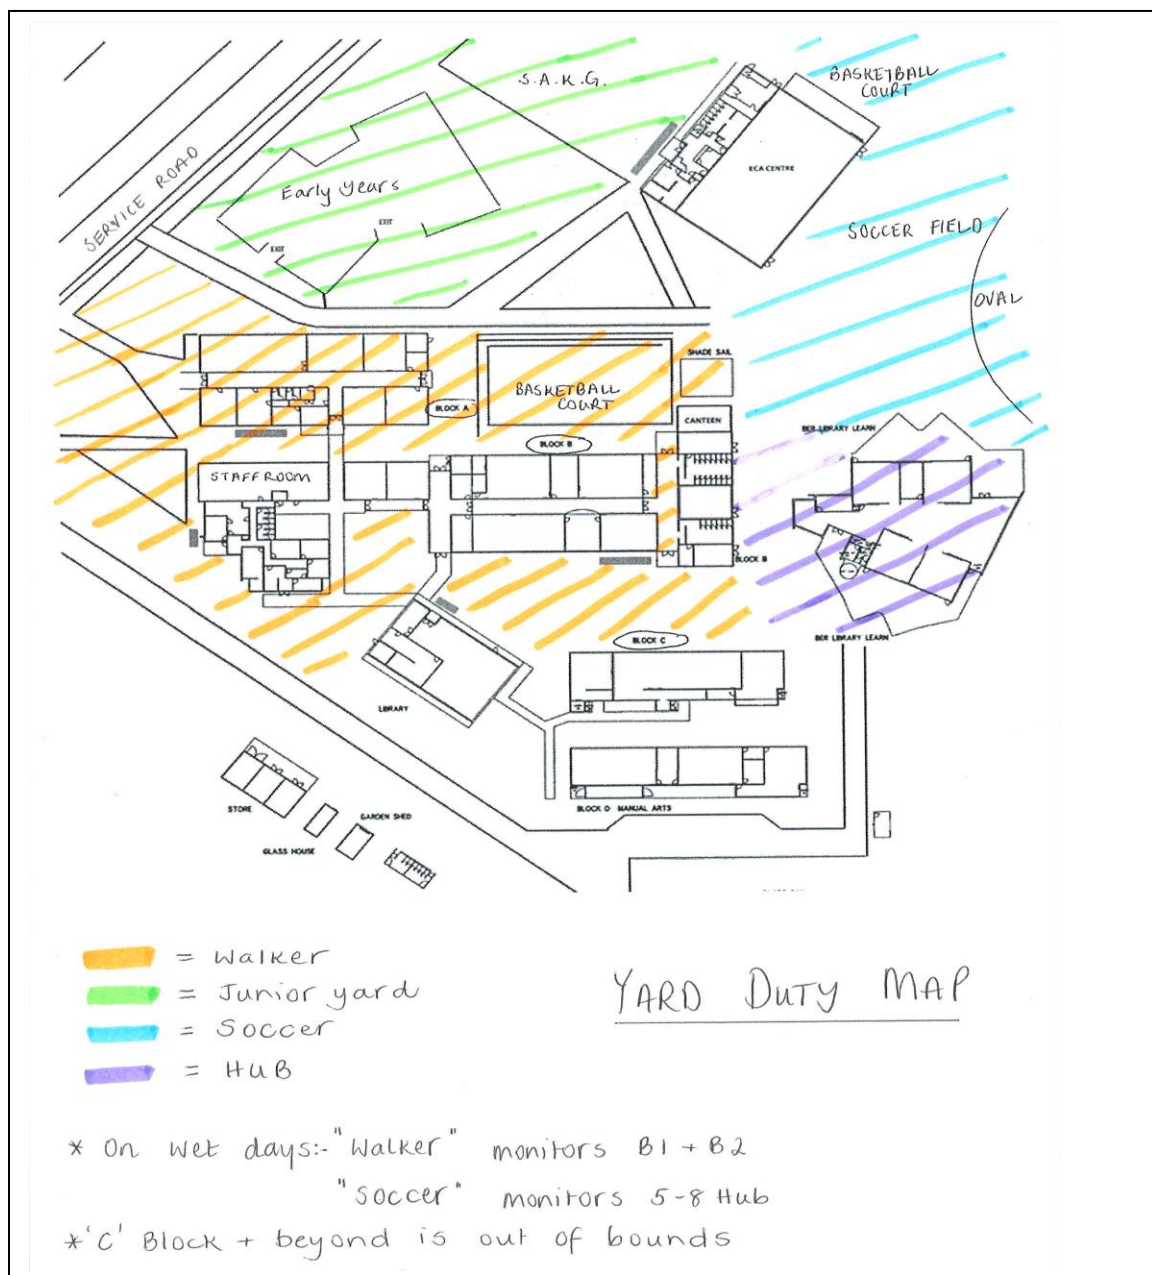 S.A.K.G.
BASKETBALL
COURT
ECA CENTRE
SERVICE ROAD
Early Years
EXIT
EXIT
SOCCER FIELD
OVAL
SHADE SAIL
BASKETBALL
COURT
BLOCK A
CANTEEN
BER LIBRARY LEARN
BLOCK B
STAFFROOM
BLOCK B
BER LIBRARY LEARN
BLOCK C
LIBRARY
STORE
GARDEN SHED
BLOCK D MANUAL ARTS
GLASS HOUSE
= Walker
= Junior yard
= Soccer
= HUB
YARD DUTY MAP
* On wet days:- "Walker" monitors B1 + B2
"Soccer" monitors 5-8 Hub
* 'C' Block + beyond is out of bounds